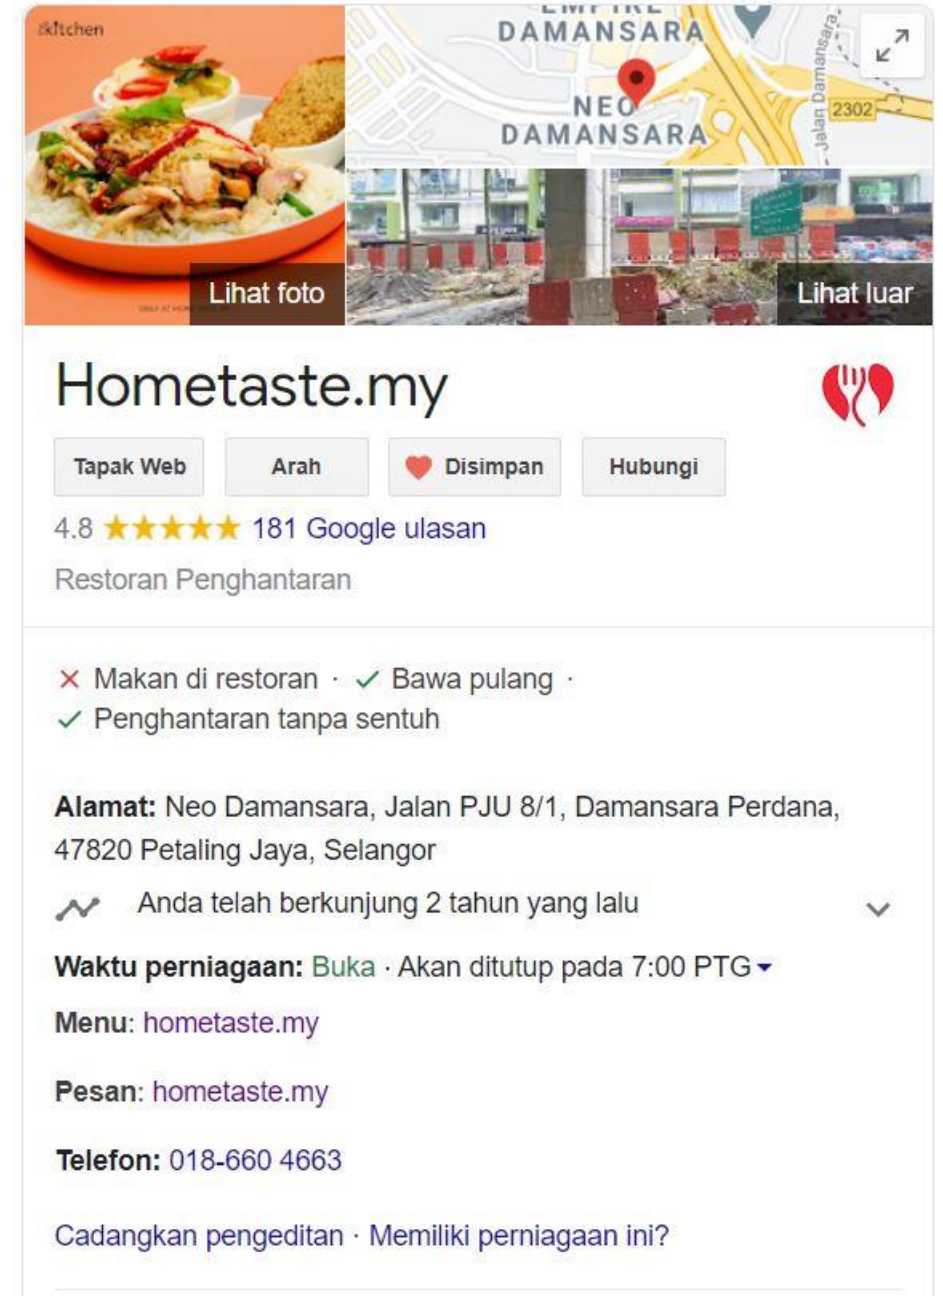 kitchen
EMPIRE
DAMANSARA
NEO
DAMANSARA
Jalan Damansara
2302
Lihat foto
Lihat luar
Hometaste.my
Tapak Web
Arah
Disimpan
Hubungi
4.8 ★★★★★ 181 Google ulasan
Restoran Penghantaran
× Makan di restoran · ✓ Bawa pulang ·
✓ Penghantaran tanpa sentuh
Alamat: Neo Damansara, Jalan PJU 8/1, Damansara Perdana,
47820 Petaling Jaya, Selangor
Anda telah berkunjung 2 tahun yang lalu
Waktu perniagaan: Buka · Akan ditutup pada 7:00 PTG
Menu: hometaste.my
Pesan: hometaste.my
Telefon: 018-660 4663
Cadangkan pengeditan · Memiliki perniagaan ini?